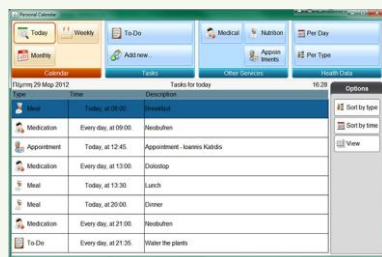 Personal Calendar
Today
Weekly
Monthly
Calendar
To-Do
Add new...
Tasks
Medical
Nutrition
Appoin
tments
Other Services
Per Day
Per Type
Health Data
Πέμπτη 29 Μαρ 2012
Tasks for today
16:29
Type Time Description
Meal Today, at 08:00. Breakfast
Medication Every day, at 09:00. Neobufren
Appointment Today, at 12:45. Appointment - Ioannis Katidis
Medication Every day, at 13:00. Dolostop
Meal Today, at 13:30. Lunch
Meal Today, at 20:00. Dinner
Medication Every day, at 21:00. Neobufren
To-Do Every day, at 21:35. Water the plants
Options
Sort by type
Sort by time
View